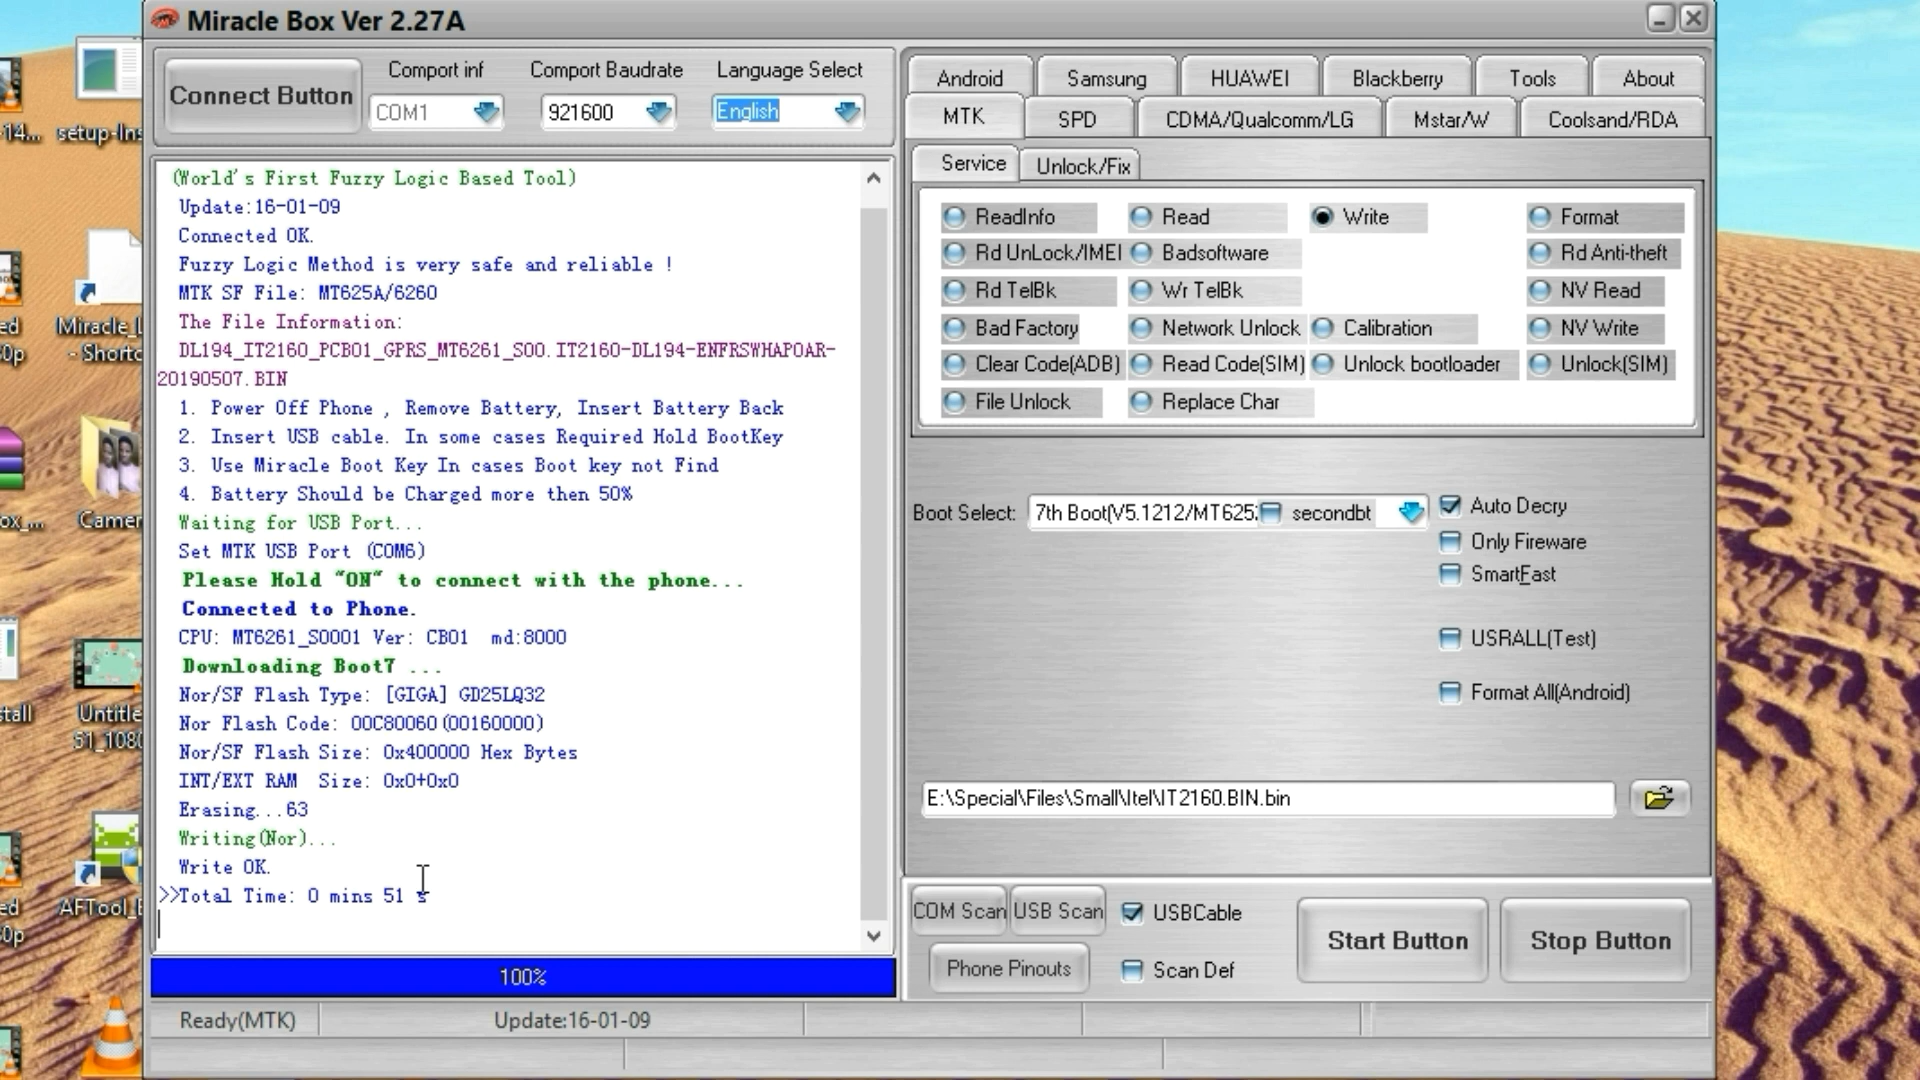 Miracle Box Ver 2.27A
Connect Button
Comport inf
COM1
Comport Baudrate
921600
Language Select
English
(World's First Fuzzy Logic Based Tool)
Update:16-01-09
Connected OK.
Fuzzy Logic Method is very safe and reliable !
MTK SF File: MT625A/6260
The File Information:
DL194_IT2160_PCB01_GPRS_MT6261_S00.IT2160-DL194-ENFRSWHAPOAR-
20190507.BIN
1. Power Off Phone , Remove Battery, Insert Battery Back
2. Insert USB cable. In some cases Required Hold BootKey
3. Use Miracle Boot Key In cases Boot key not Find
4. Battery Should be Charged more then 50%
Waiting for USB Port...
Set MTK USB Port (COM6)
Please Hold "ON" to connect with the phone...
Connected to Phone.
CPU: MT6261_S0001 Ver: CB01 md:8000
Downloading Boot7 ...
Nor/SF Flash Type: [GIGA] GD25LQ32
Nor Flash Code: 00C80060(00160000)
Nor/SF Flash Size: 0x400000 Hex Bytes
INT/EXT RAM Size: 0x0+0x0
Erasing...63
Writing(Nor)...
Write OK.
>>Total Time: 0 mins 51 s
100%
Ready(MTK)
Update:16-01-09
Android
Samsung
HUAWEI
Blackberry
Tools
About
MTK
SPD
CDMA/Qualcomm/LG
Mstar/W
Coolsand/RDA
Service
Unlock/Fix
ReadInfo
Read
Write
Format
Rd UnLock/IMEI
Badsoftware
Rd Anti-theft
Rd TelBk
Wr TelBk
NV Read
Bad Factory
Network Unlock
Calibration
NV Write
Clear Code(ADB)
Read Code(SIM)
Unlock bootloader
Unlock(SIM)
File Unlock
Replace Char
Boot Select:
7th Boot(V5.1212/MT625
secondbt
Auto Decry
Only Fireware
SmartFast
USRALL(Test)
Format All(Android)
E:\Special\Files\Small\Itel\IT2160.BIN.bin
COM Scan
USB Scan
USBCable
Start Button
Stop Button
Phone Pinouts
Scan Def
-14...
setup-Ins
ed
0p
Miracle_L
- Shortc
ox_...
Camer
stall
Untitle
51_108
ed
0p
AFTool_